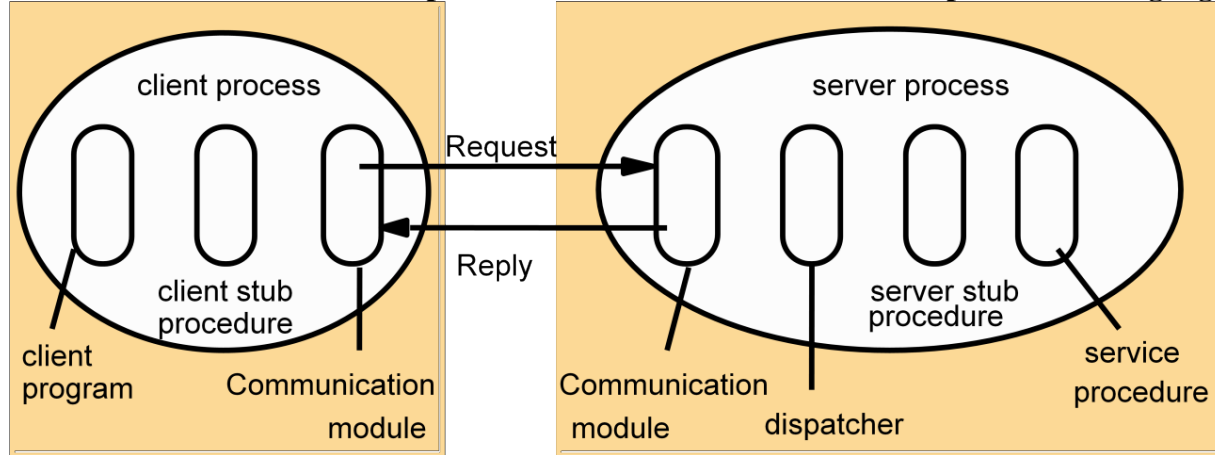 client process
server process
Request
Reply
client stub
procedure
server stub
procedure
client
program
Communication
module
Communication
module
dispatcher
service
procedure